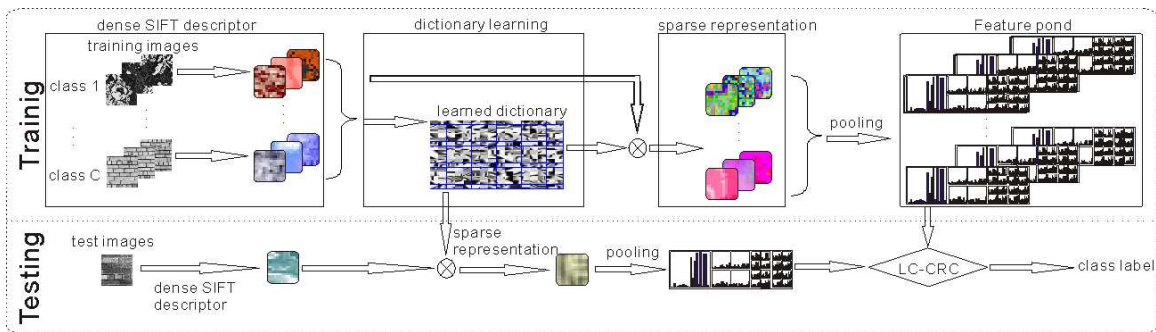 dense SIFT descriptor
dictionary learning
sparse representation
Feature pond
Trainig
training images
class 1
learned dictionary
pooling
class C
Testing
test images
sparse
representation
pooling
dense SIFT
descriptor
LC-CRC
class label